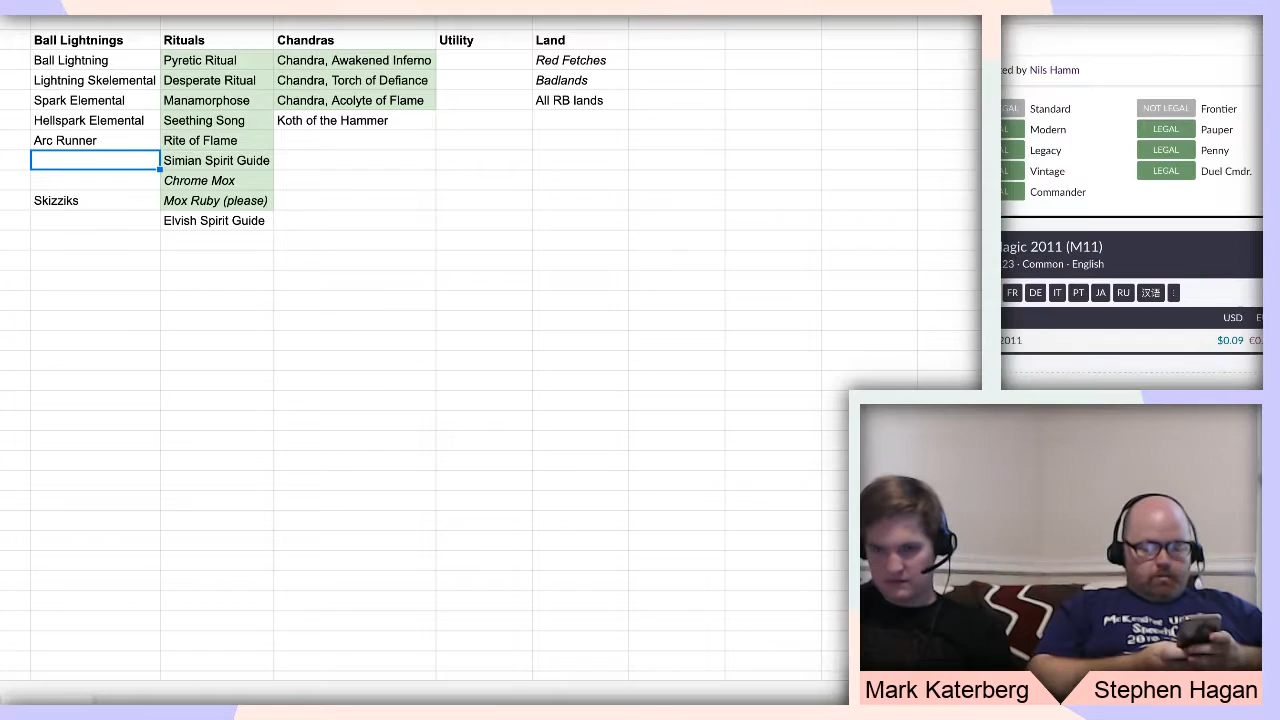 Ball Lightnings Rituals Chandras Utility Land
Ball Lightning Pyretic Ritual Chandra, Awakened Inferno Red Fetches
Lightning Skelemental Desperate Ritual Chandra, Torch of Defiance Badlands
Spark Elemental Manamorphose Chandra, Acolyte of Flame All RB lands
Hellspark Elemental Seething Song Koth of the Hammer
Arc Runner Rite of Flame
Simian Spirit Guide
Chrome Mox
Skizziks Mox Ruby (please)
Elvish Spirit Guide
ted by Nils Hamm
GAL Standard NOT LEGAL Frontier
Modern LEGAL Pauper
Legacy LEGAL Penny
Vintage LEGAL Duel Cmdr.
Commander
agic 2011 (M11)
23 · Common · English
FR DE IT PT JA RU 汉语 :
USD
2011 $0.09 €0.
Mark Katerberg Stephen Hagan